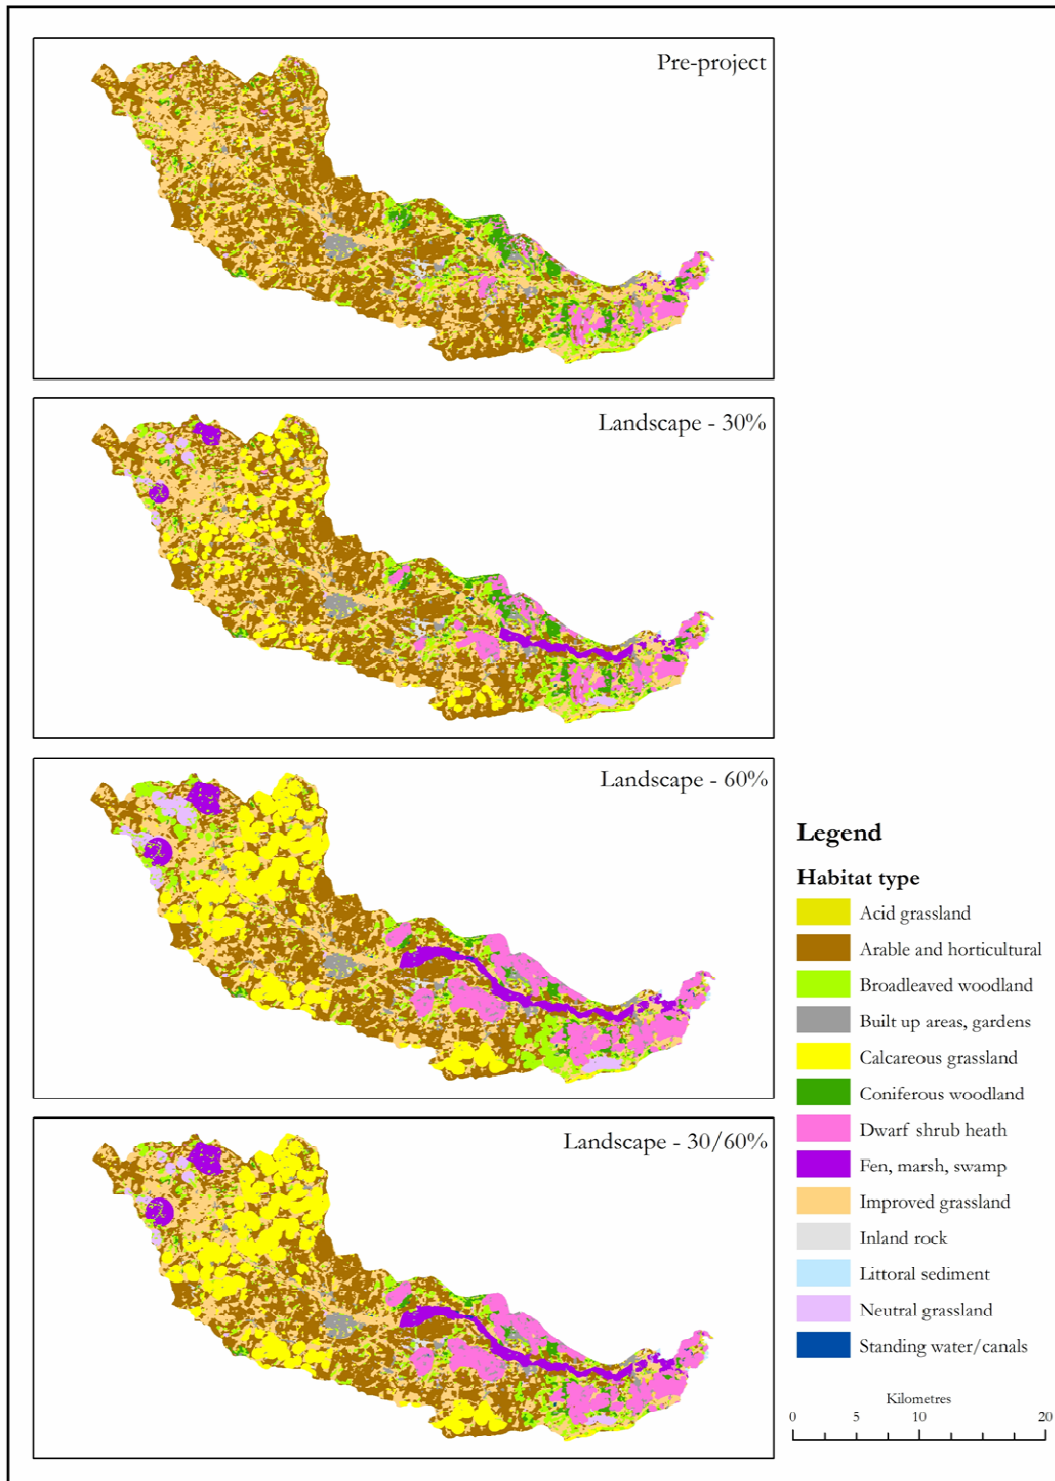 Pre-project
Landscape - 30%
Landscape - 60%
Landscape - 30/60%
Legend
Habitat type
Acid grassland
Arable and horticultural
Broadleaved woodland
Built up areas, gardens
Calcareous grassland
Coniferous woodland
Dwarf shrub heath
Fen, marsh, swamp
Improved grassland
Inland rock
Littoral sediment
Neutral grassland
Standing water/canals
Kilometres
0 5 10 20